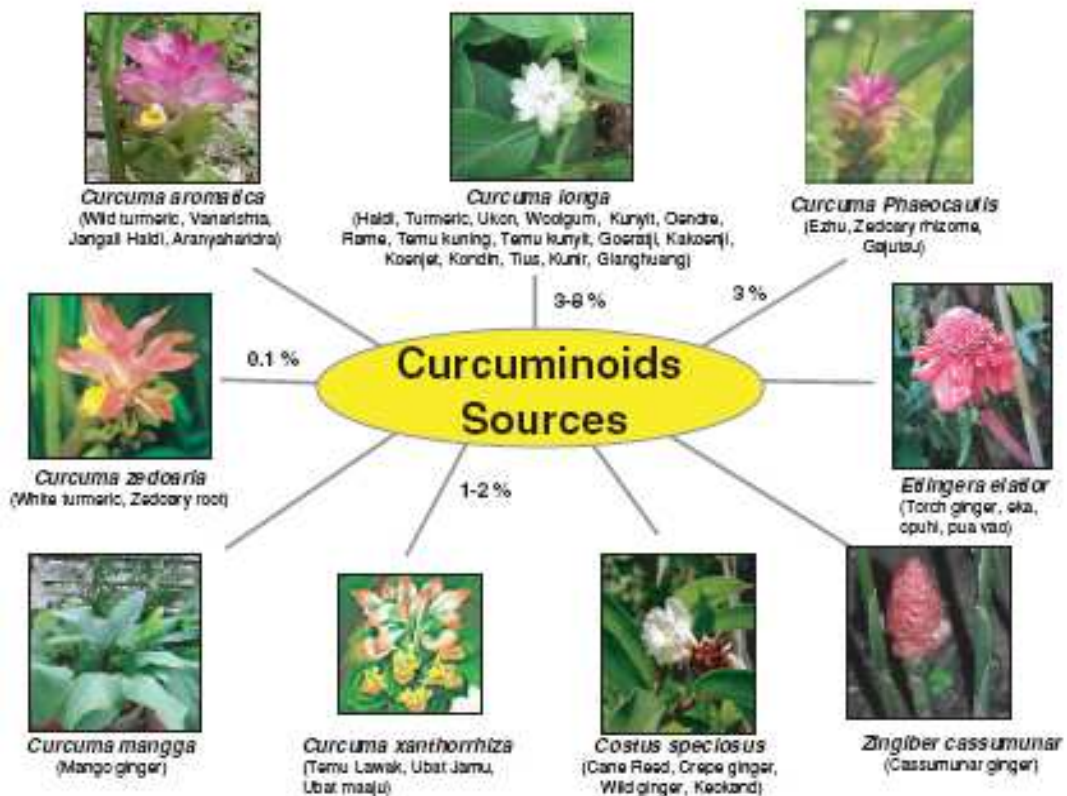 Curcuma aromatica
(Wild turmeric, Vanarishta,
Jangali Haldi, Aranyaharidra)
Curcuma longa
(Haldi, Turmeric, Ukon, Woolgum, Kunyit, Oendre,
Rame, Temu kuning, Temu kunyit, Goeratji, Kakoenji,
Koenjet, Kondin, Tius, Kunir, Gianghuang)
Curcuma Phaeocaulis
(Ezhu, Zedoary rhizome,
Gajutsu)
3-8 %
3 %
0.1 %
Curcuminoids
Sources
Curcuma zedoaria
(White turmeric, Zedoary root)
1-2 %
Etlingera elatior
(Torch ginger, eka,
opuhi, pua vao)
Curcuma mangga
(Mango ginger)
Curcuma xanthorrhiza
(Temu Lawak, Ubat Jamu,
Ubat maaju)
Costus speciosus
(Cane Reed, Crepe ginger,
Wild ginger, Keokand)
Zingiber cassumunar
(Cassumunar ginger)